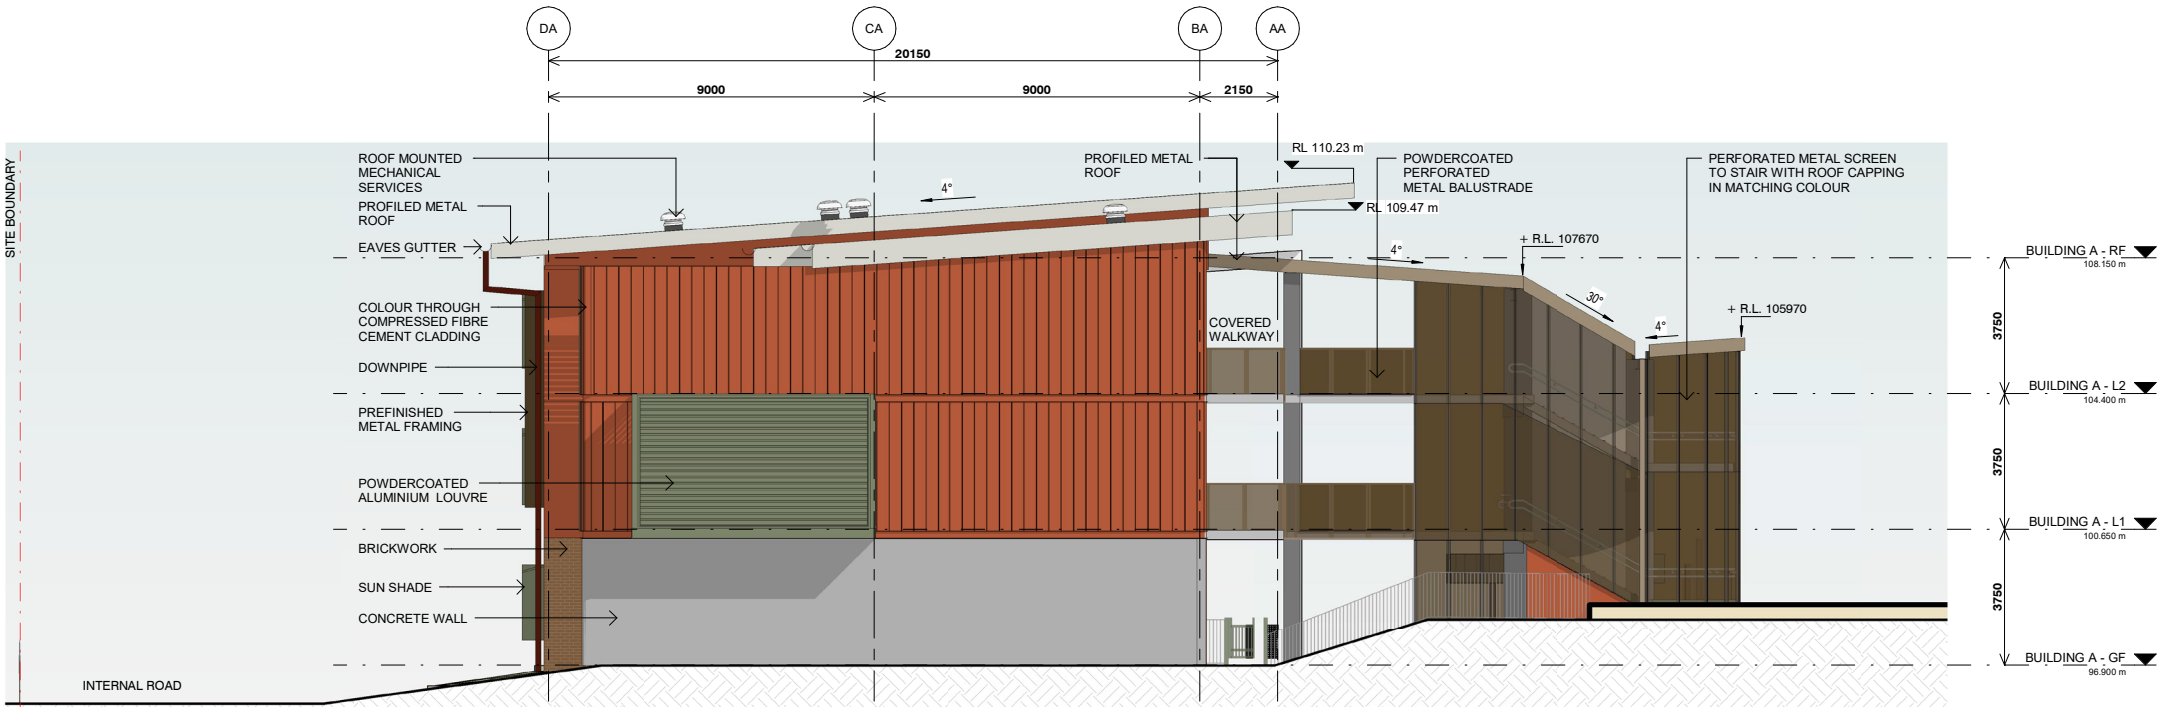 DA
CA
BA
AA
20150
9000
9000
2150
SITE BOUNDARY
ROOF MOUNTED
MECHANICAL
SERVICES
PROFILED METAL
ROOF
EAVES GUTTER
COLOUR THROUGH
COMPRESSED FIBRE
CEMENT CLADDING
DOWNPIPE
PREFINISHED
METAL FRAMING
POWDERCOATED
ALUMINIUM LOUVRE
BRICKWORK
SUN SHADE
CONCRETE WALL
INTERNAL ROAD
4°
PROFILED METAL
ROOF
RL 110.23 m
RL 109.47 m
POWDERCOATED
PERFORATED
METAL BALUSTRADE
4°
+ R.L. 107670
30°
COVERED
WALKWAY
PERFORATED METAL SCREEN
TO STAIR WITH ROOF CAPPING
IN MATCHING COLOUR
4°
+ R.L. 105970
BUILDING A - RF
108.150 m
3750
BUILDING A - L2
104.400 m
3750
BUILDING A - L1
100.650 m
3750
BUILDING A - GF
96.900 m